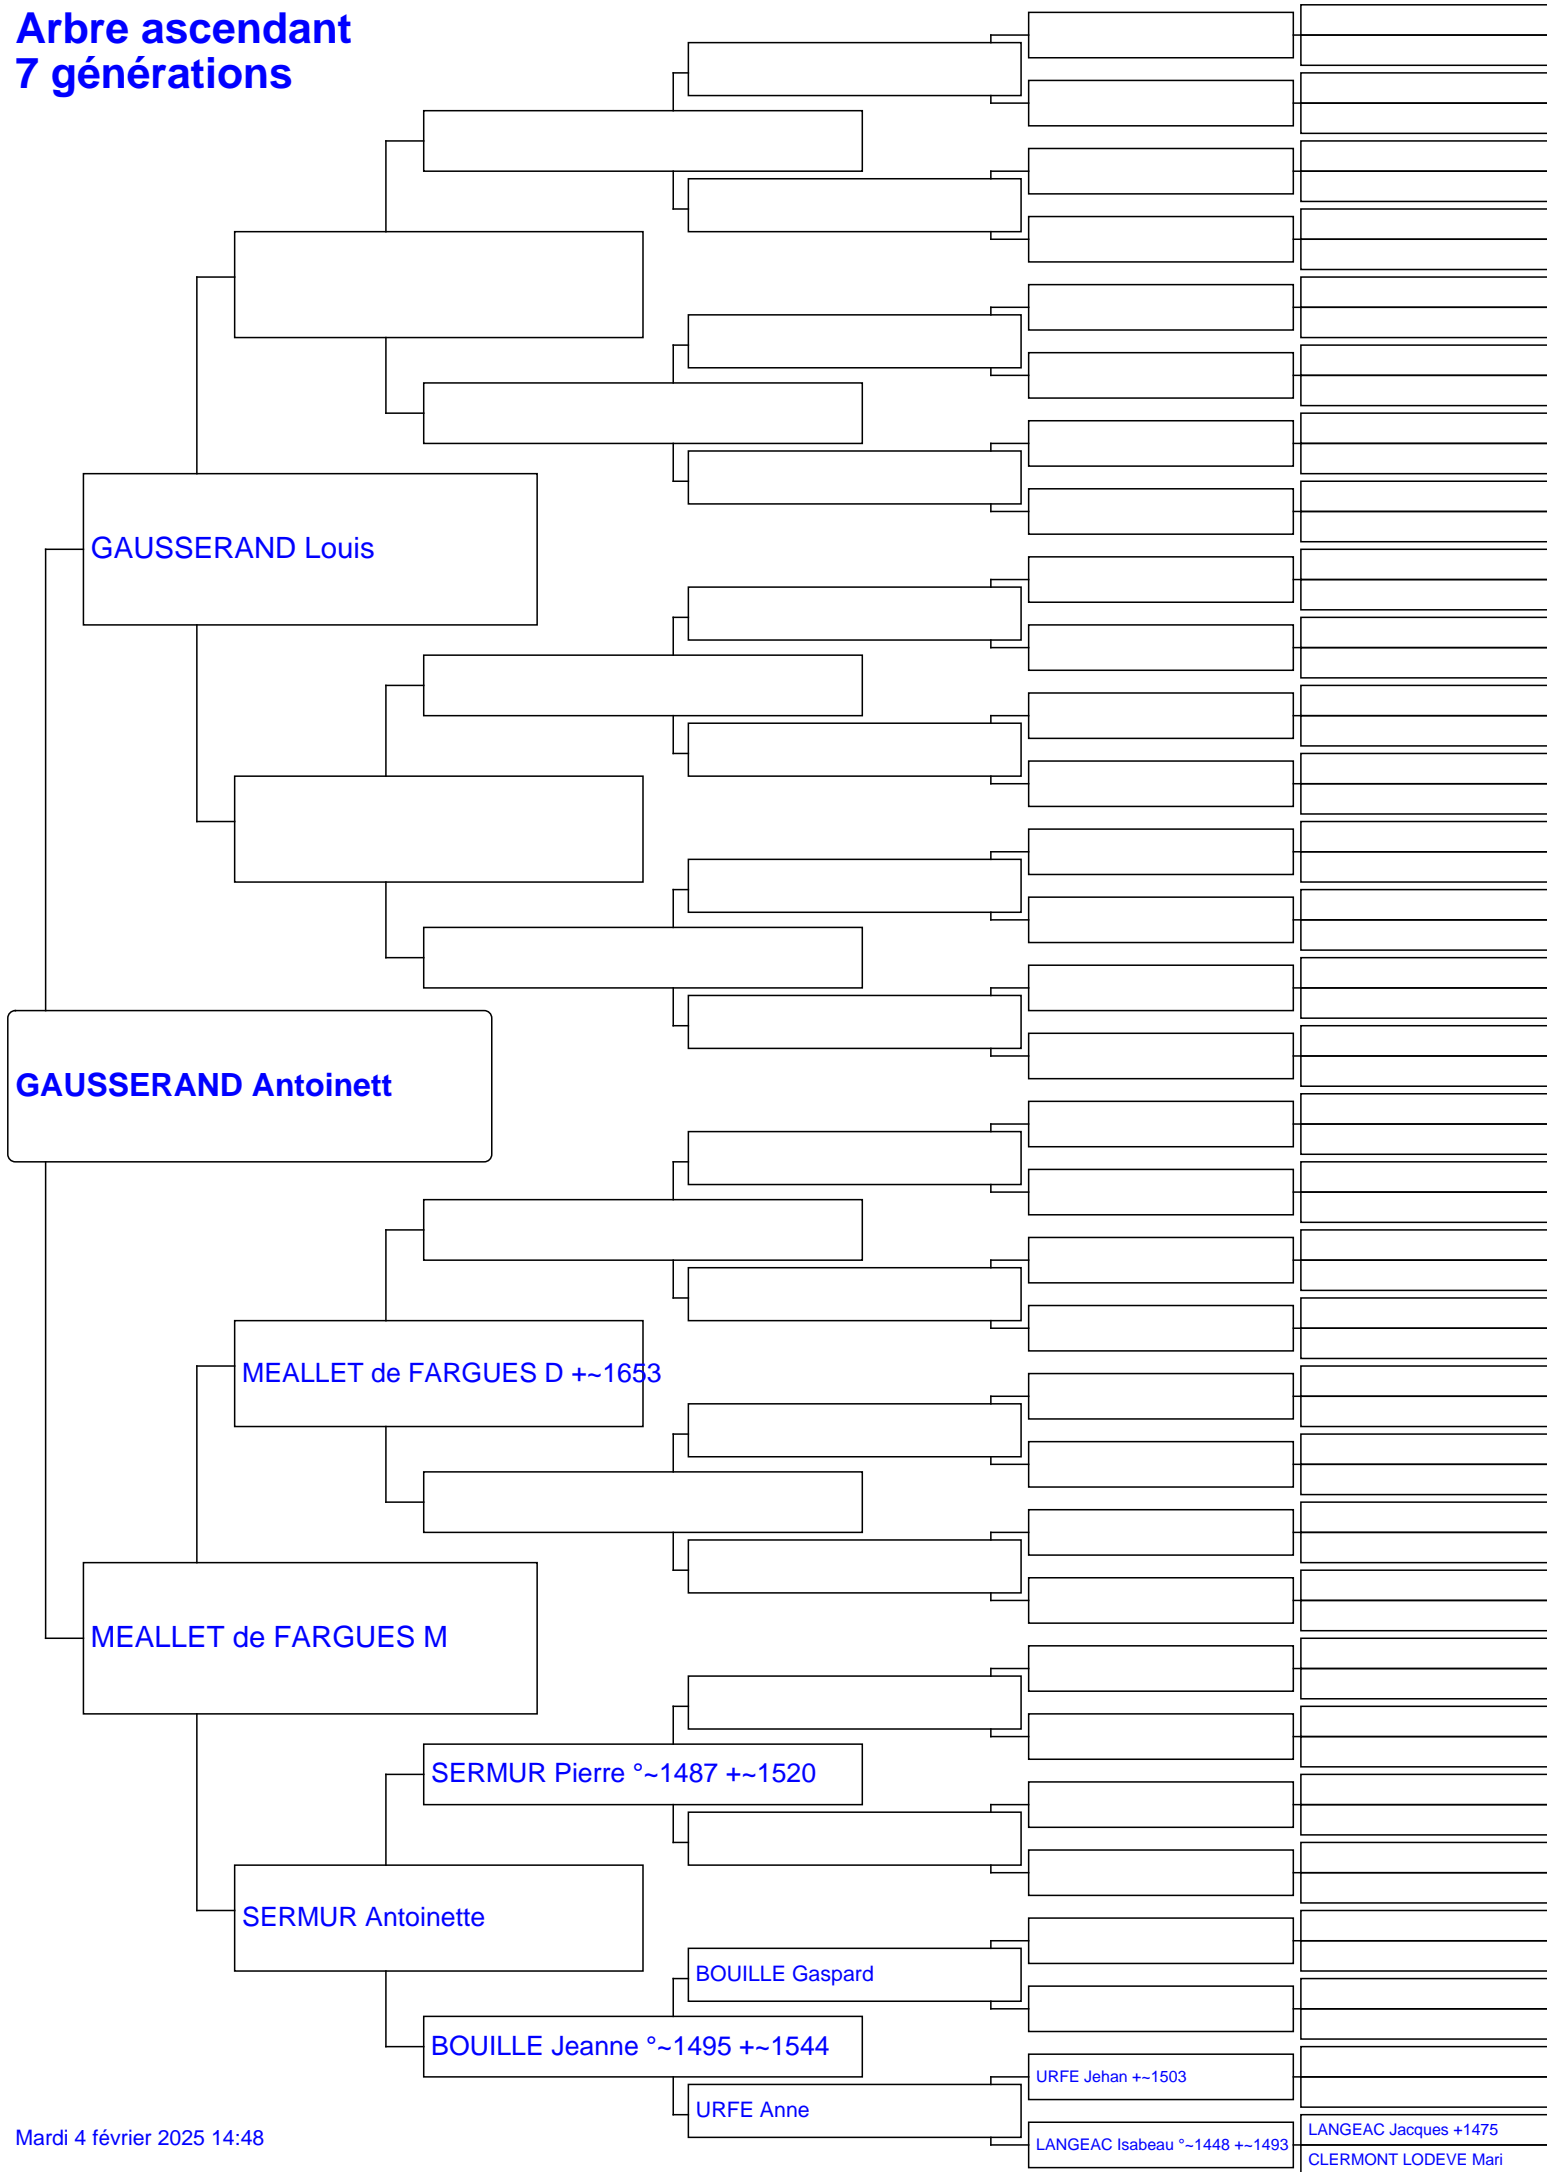 Arbre ascendant
7 générations
GAUSSERAND Louis
GAUSSERAND Antoinett
MEALLET de FARGUES D +~1653
MEALLET de FARGUES M
SERMUR Pierre °~1487 +~1520
SERMUR Antoinette
BOUILLE Gaspard
BOUILLE Jeanne °~1495 +~1544
URFE Jehan +~1503
URFE Anne
LANGEAC Jacques +1475
LANGEAC Isabeau °~1448 +~1493
CLERMONT LODEVE Mari
Mardi 4 février 2025 14:48